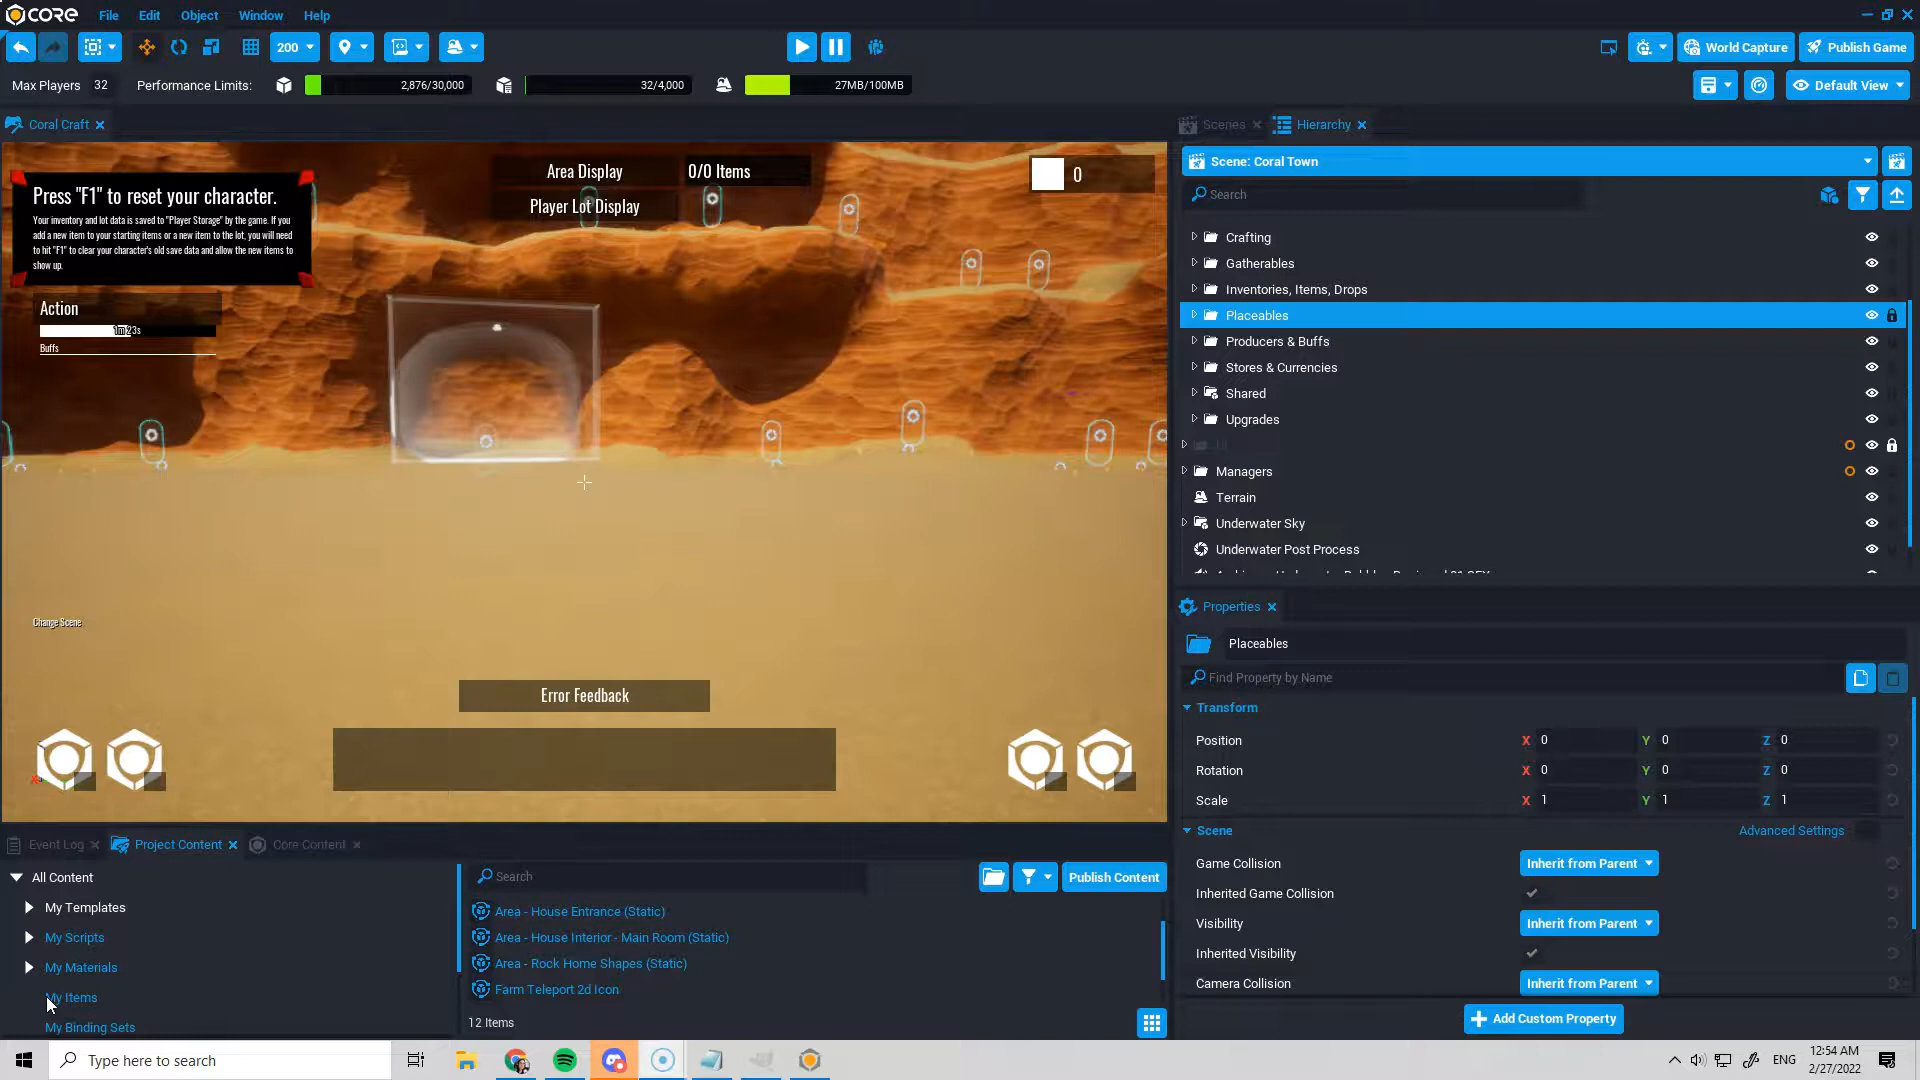 CORE File Edit Object Window Help
200 World Capture Publish Game
Max Players 32 Performance Limits: 2,876/30,000 32/4,000 27MB/100MB Default View
Coral Craft
Scenes Hierarchy
Scene: Coral Town
Search
Crafting
Gatherables
Inventories, Items, Drops
Placeables
Producers & Buffs
Stores & Currencies
Shared
Upgrades
Managers
Terrain
Underwater Sky
Underwater Post Process
Area Display 0/0 Items 0
Player Lot Display
Press "F1" to reset your character.
Your inventory and lot data is saved to "Player Storage" by the game. If you
add a new item to your starting items or a new item to the lot, you will need
to hit "F1" to clear your character's old save data and allow the new items to
show up.
Action
1m 23s
Buffs
Change Scene
Error Feedback
Properties
Placeables
Find Property by Name
Transform
Position X 0 Y 0 Z 0
Rotation X 0 Y 0 Z 0
Scale X 1 Y 1 Z 1
Scene Advanced Settings
Game Collision Inherit from Parent
Inherited Game Collision
Visibility Inherit from Parent
Inherited Visibility
Camera Collision Inherit from Parent
Add Custom Property
Event Log Project Content Core Content
All Content
My Templates
My Scripts
My Materials
My Items
My Binding Sets
Search Publish Content
Area - House Entrance (Static)
Area - House Interior - Main Room (Static)
Area - Rock Home Shapes (Static)
Farm Teleport 2d Icon
12 Items
Type here to search
ENG 12:54 AM
2/27/2022